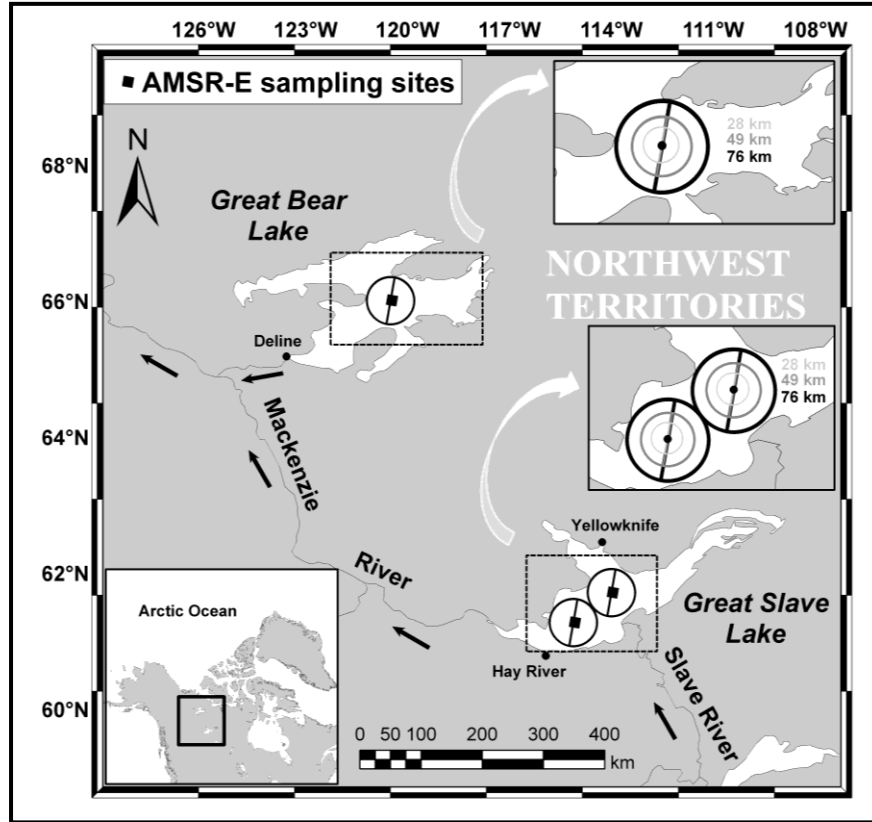 126°W 123°W 120°W 117°W 114°W 111°W 108°W
AMSR-E sampling sites
N
28 km
49 km
76 km
68°N
Great Bear
Lake
NORTHWEST
TERRITORIES
66°N
Deline
28 km
49 km
76 km
64°N
Mackenzie
Yellowknife
62°N
River
Great Slave
Lake
Arctic Ocean
Hay River
Slave River
60°N
0 50 100 200 300 400
km